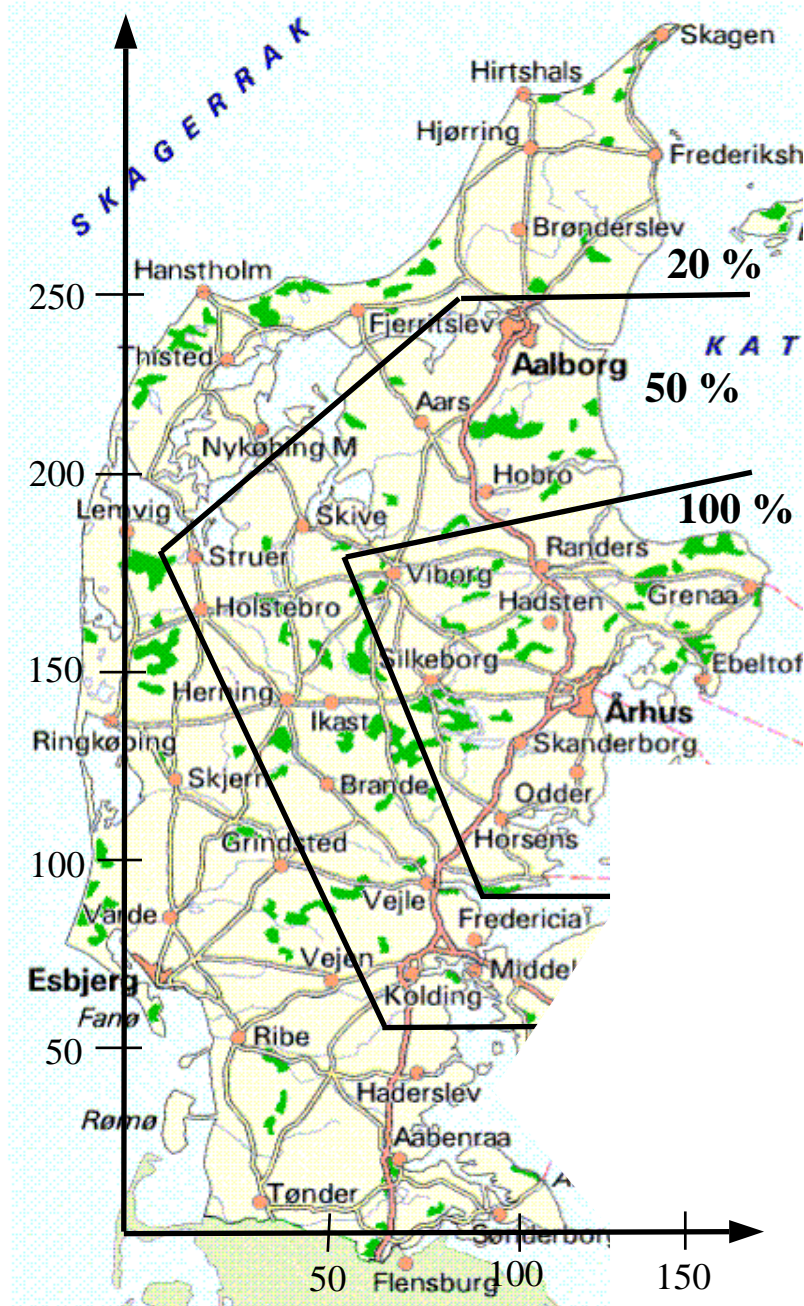 Skagen
SKAGERRAK
Hirtshals
Hjørring
Frederiksh
Brønderslev
20 %
Hanstholm
250
Fjerritslev
KAT
Thisted
Aalborg
50 %
Aars
Nykøbing M
200
Hobro
Lemvig
Skive
100 %
Struer
Randers
Viborg
Holstebro
Hadsten
Grenaa
150
Silkeborg
Ebeltof
Herning
Ikast
Århus
Ringkøbing
Skanderborg
Skjern
Brande
Odder
Horsens
Grindsted
100
Vejle
Varde
Fredericia
Vejen
Middel
Esbjerg
Kolding
Fanø
Ribe
50
Haderslev
Rømø
Aabenraa
A
Tønder
Sønderbor
50
100
150
Flensburg